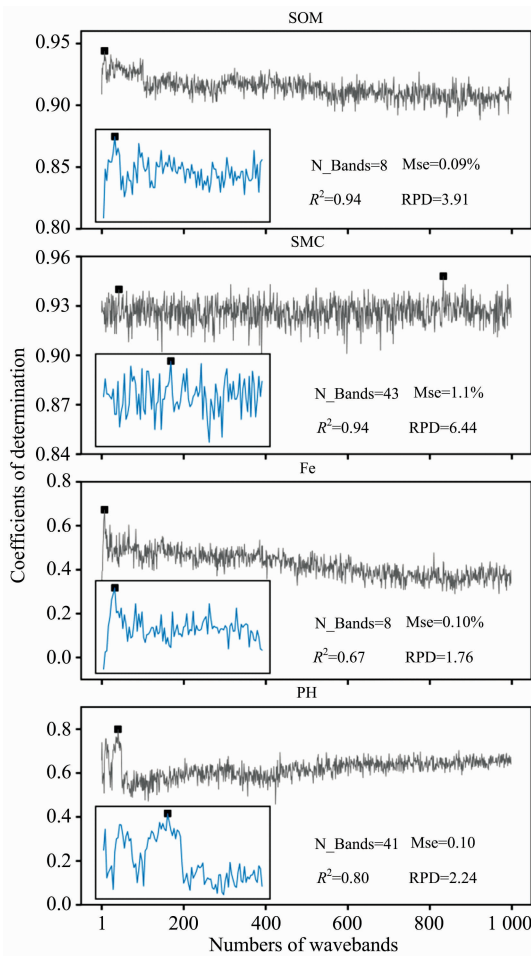 SOM
0.95
0.90
0.85
0.80
N_Bands=8 Mse=0.09%
R²=0.94 RPD=3.91
SMC
0.96
0.93
0.90
0.87
0.84
N_Bands=43 Mse=1.1%
R²=0.94 RPD=6.44
Fe
0.8
0.6
0.4
0.2
0.0
N_Bands=8 Mse=0.10%
R²=0.67 RPD=1.76
PH
0.8
0.6
0.4
0.2
0.0
N_Bands=41 Mse=0.10
R²=0.80 RPD=2.24
1 200 400 600 800 1 000
Numbers of wavebands
Coefficients of determination